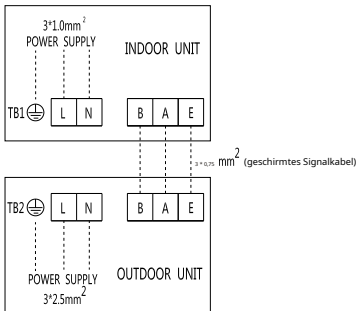 3*1.0mm²
POWER SUPPLY
INDOOR UNIT
TB1 L N B A E
3 * 0,75 mm² (geschirmtes Signalkabel)
TB2 L N B A E
POWER SUPPLY
3*2.5mm²
OUTDOOR UNIT